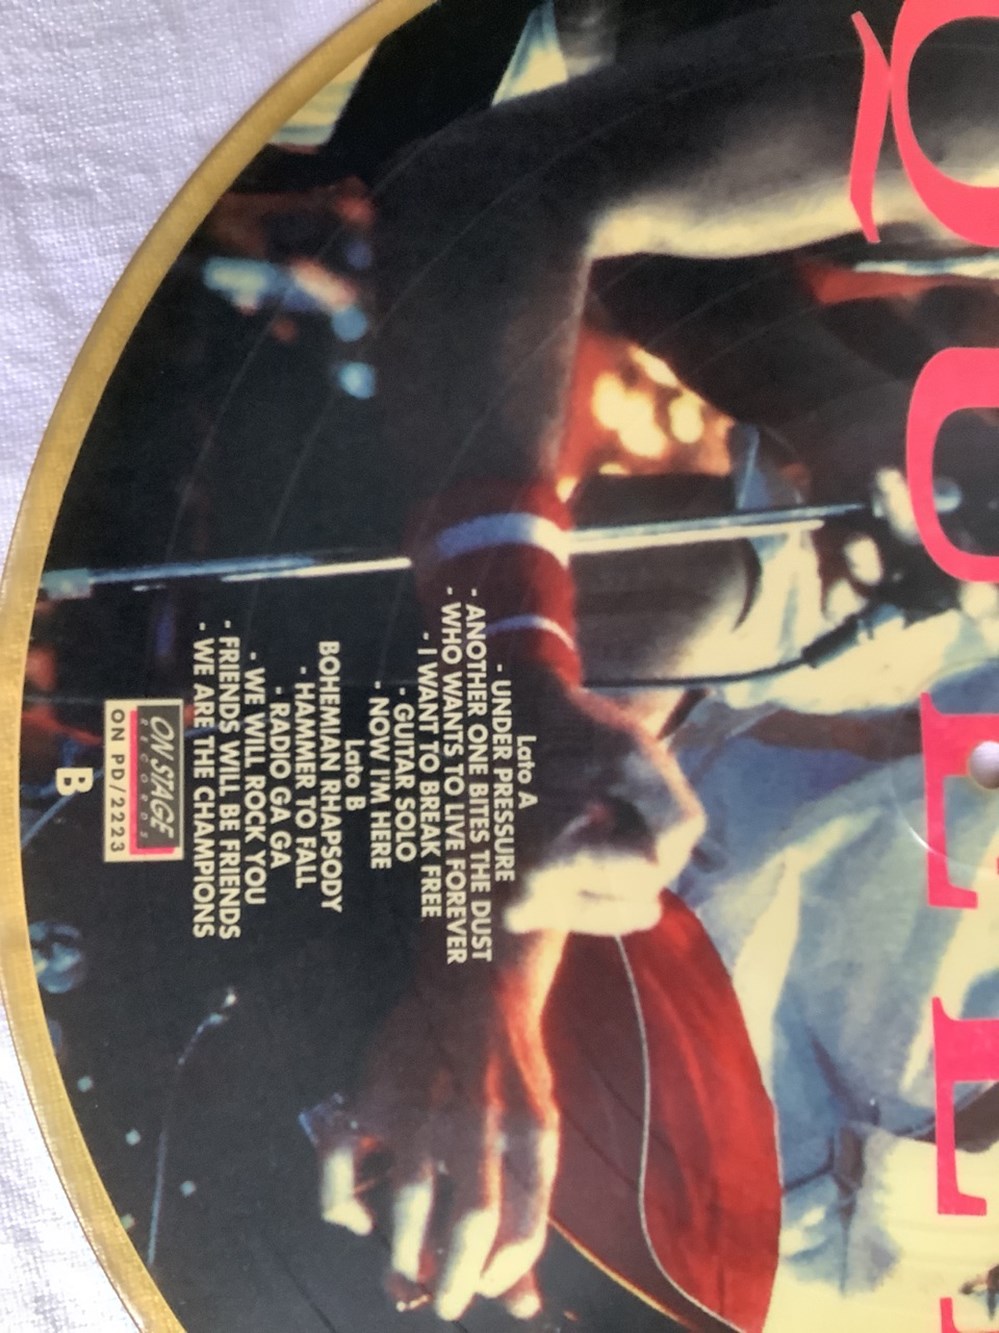 QUEEN
Lato A
- UNDER PRESSURE
- ANOTHER ONE BITES THE DUST
- WHO WANTS TO LIVE FOREVER
- I WANT TO BREAK FREE
- GUITAR SOLO
- NOW I'M HERE
Lato B
BOHEMIAN RHAPSODY
- HAMMER TO FALL
- RADIO GA GA
- WE WILL ROCK YOU
- FRIENDS WILL BE FRIENDS
- WE ARE THE CHAMPIONS
ON STAGE
RECORDS
ON PD/2223
B